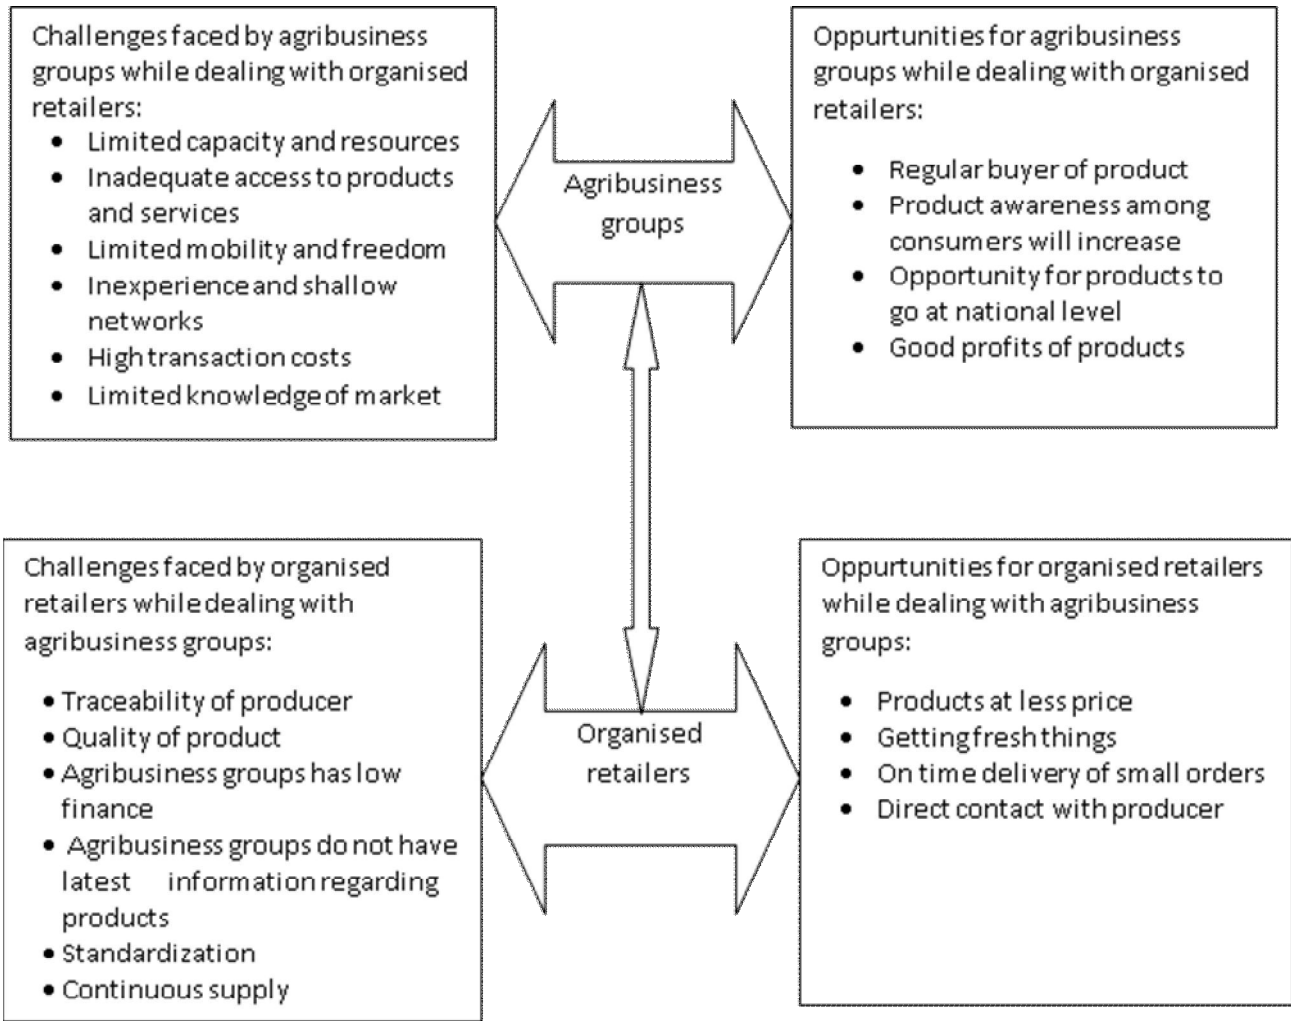 Challenges faced by agribusiness
groups while dealing with organised
retailers:
• Limited capacity and resources
• Inadequate access to products
and services
• Limited mobility and freedom
• Inexperience and shallow
networks
• High transaction costs
• Limited knowledge of market
Agribusiness
groups
Oppurtunities for agribusiness
groups while dealing with organised
retailers:
• Regular buyer of product
• Product awareness among
consumers will increase
• Opportunity for products to
go at national level
• Good profits of products
Challenges faced by organised
retailers while dealing with
agribusiness groups:
• Traceability of producer
• Quality of product
• Agribusiness groups has low
finance
• Agribusiness groups do not have
latest information regarding
products
• Standardization
• Continuous supply
Organised
retailers
Oppurtunities for organised retailers
while dealing with agribusiness
groups:
• Products at less price
• Getting fresh things
• On time delivery of small orders
• Direct contact with producer